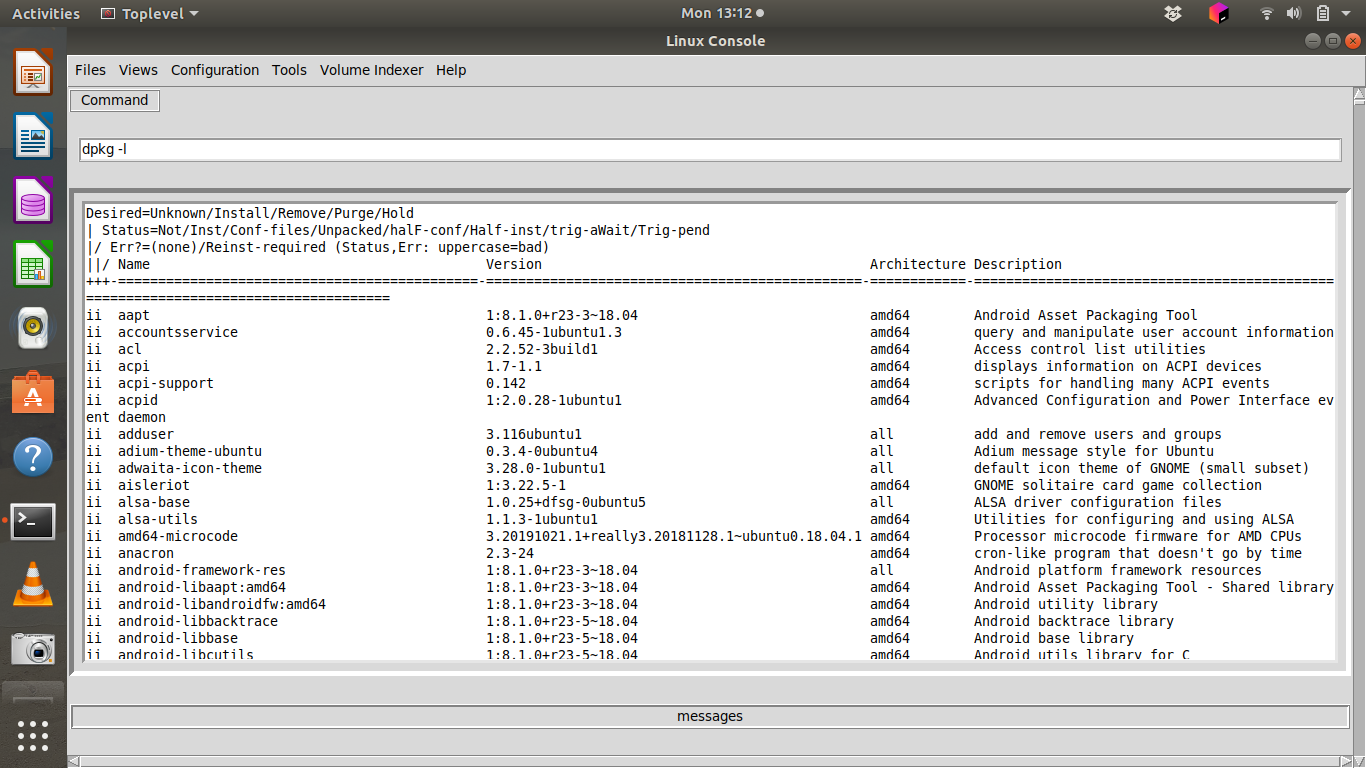 Activities Toplevel Mon 13:12
Linux Console
Files Views Configuration Tools Volume Indexer Help
Command
dpkg -l
Desired=Unknown/Install/Remove/Purge/Hold
| Status=Not/Inst/Conf-files/Unpacked/halF-conf/Half-inst/trig-aWait/Trig-pend
|/ Err?=(none)/Reinst-required (Status,Err: uppercase=bad)
||/ Name Version Architecture Description
+++-=============================================-===============================================-============-=============================================
======================================
ii aapt 1:8.1.0+r23-3~18.04 amd64 Android Asset Packaging Tool
ii accountsservice 0.6.45-1ubuntu1.3 amd64 query and manipulate user account information
ii acl 2.2.52-3build1 amd64 Access control list utilities
ii acpi 1.7-1.1 amd64 displays information on ACPI devices
ii acpi-support 0.142 amd64 scripts for handling many ACPI events
ii acpid 1:2.0.28-1ubuntu1 amd64 Advanced Configuration and Power Interface ev
ent daemon
ii adduser 3.116ubuntu1 all add and remove users and groups
ii adium-theme-ubuntu 0.3.4-0ubuntu4 all Adium message style for Ubuntu
ii adwaita-icon-theme 3.28.0-1ubuntu1 all default icon theme of GNOME (small subset)
ii aisleriot 1:3.22.5-1 amd64 GNOME solitaire card game collection
ii alsa-base 1.0.25+dfsg-0ubuntu5 all ALSA driver configuration files
ii alsa-utils 1.1.3-1ubuntu1 amd64 Utilities for configuring and using ALSA
ii amd64-microcode 3.20191021.1+really3.20181128.1~ubuntu0.18.04.1 amd64 Processor microcode firmware for AMD CPUs
ii anacron 2.3-24 amd64 cron-like program that doesn't go by time
ii android-framework-res 1:8.1.0+r23-3~18.04 all Android platform framework resources
ii android-libaapt:amd64 1:8.1.0+r23-3~18.04 amd64 Android Asset Packaging Tool - Shared library
ii android-libandroidfw:amd64 1:8.1.0+r23-3~18.04 amd64 Android utility library
ii android-libbacktrace 1:8.1.0+r23-5~18.04 amd64 Android backtrace library
ii android-libbase 1:8.1.0+r23-5~18.04 amd64 Android base library
ii android-libcutils 1:8.1.0+r23-5~18.04 amd64 Android utils library for C
messages